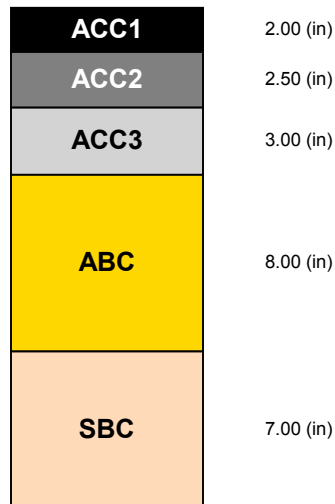 ACC1 2.00 (in)
ACC2 2.50 (in)
ACC3 3.00 (in)
ABC 8.00 (in)
SBC 7.00 (in)